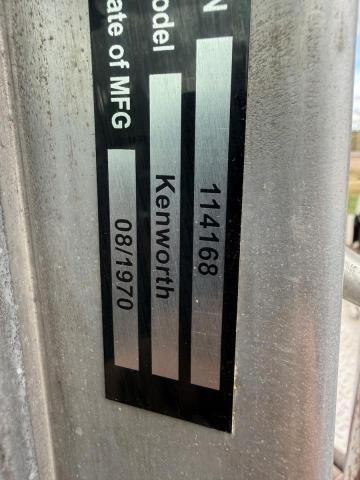 N 114168
odel Kenworth
ate of MFG 08/1970